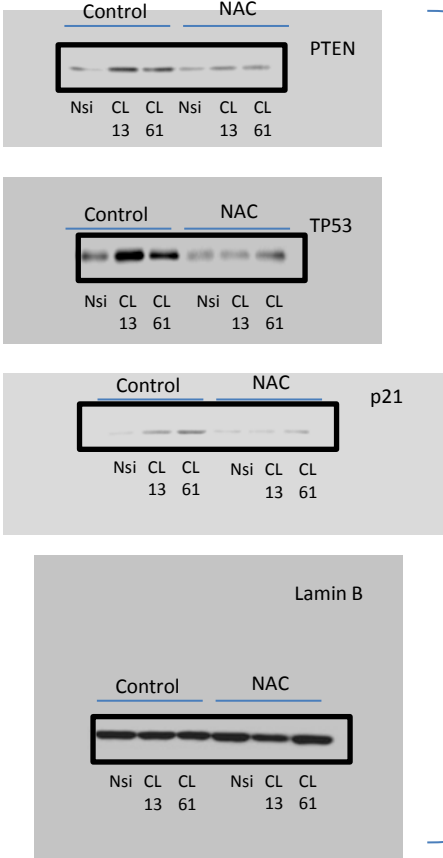 Control NAC
PTEN
Nsi CL CL Nsi CL CL
13 61 13 61
Control NAC
TP53
Nsi CL CL Nsi CL CL
13 61 13 61
Control NAC
p21
Nsi CL CL Nsi CL CL
13 61 13 61
Lamin B
Control NAC
Nsi CL CL Nsi CL CL
13 61 13 61